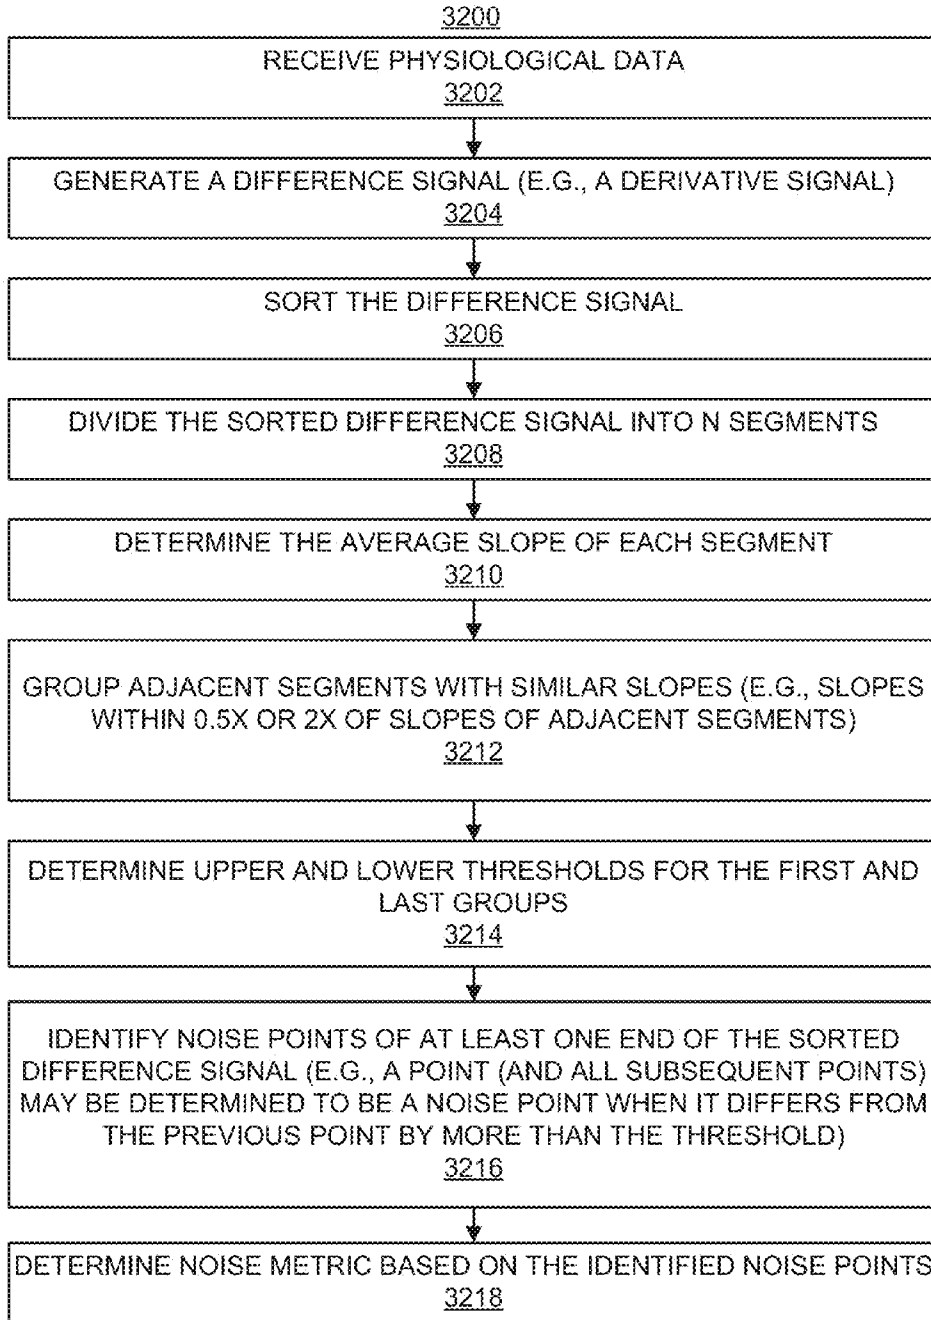 3200
RECEIVE PHYSIOLOGICAL DATA
3202
GENERATE A DIFFERENCE SIGNAL (E.G., A DERIVATIVE SIGNAL)
3204
SORT THE DIFFERENCE SIGNAL
3206
DIVIDE THE SORTED DIFFERENCE SIGNAL INTO N SEGMENTS
3208
DETERMINE THE AVERAGE SLOPE OF EACH SEGMENT
3210
GROUP ADJACENT SEGMENTS WITH SIMILAR SLOPES (E.G., SLOPES
WITHIN 0.5X OR 2X OF SLOPES OF ADJACENT SEGMENTS)
3212
DETERMINE UPPER AND LOWER THRESHOLDS FOR THE FIRST AND
LAST GROUPS
3214
IDENTIFY NOISE POINTS OF AT LEAST ONE END OF THE SORTED
DIFFERENCE SIGNAL (E.G., A POINT (AND ALL SUBSEQUENT POINTS)
MAY BE DETERMINED TO BE A NOISE POINT WHEN IT DIFFERS FROM
THE PREVIOUS POINT BY MORE THAN THE THRESHOLD)
3216
DETERMINE NOISE METRIC BASED ON THE IDENTIFIED NOISE POINTS
3218